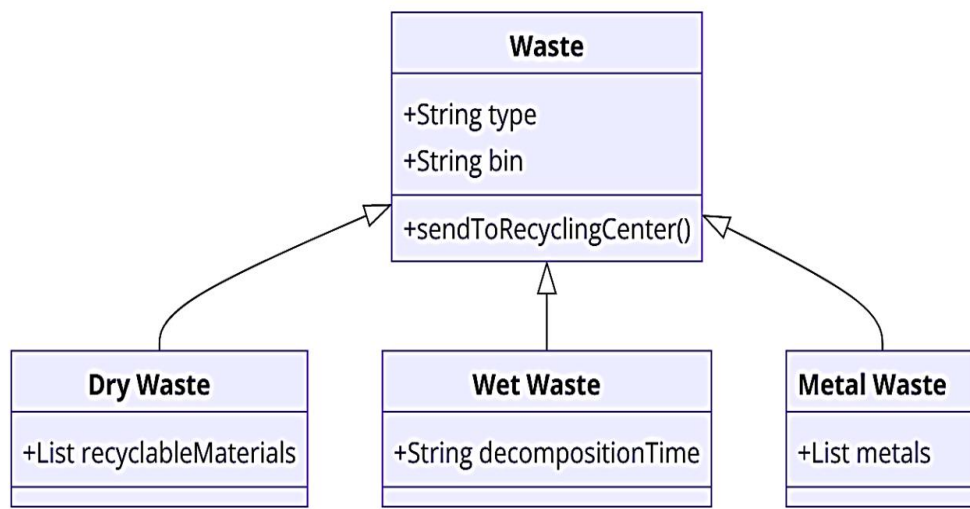 Waste
+String type
+String bin
+sendToRecyclingCenter()
Dry Waste
+List recyclableMaterials
Wet Waste
+String decompositionTime
Metal Waste
+List metals